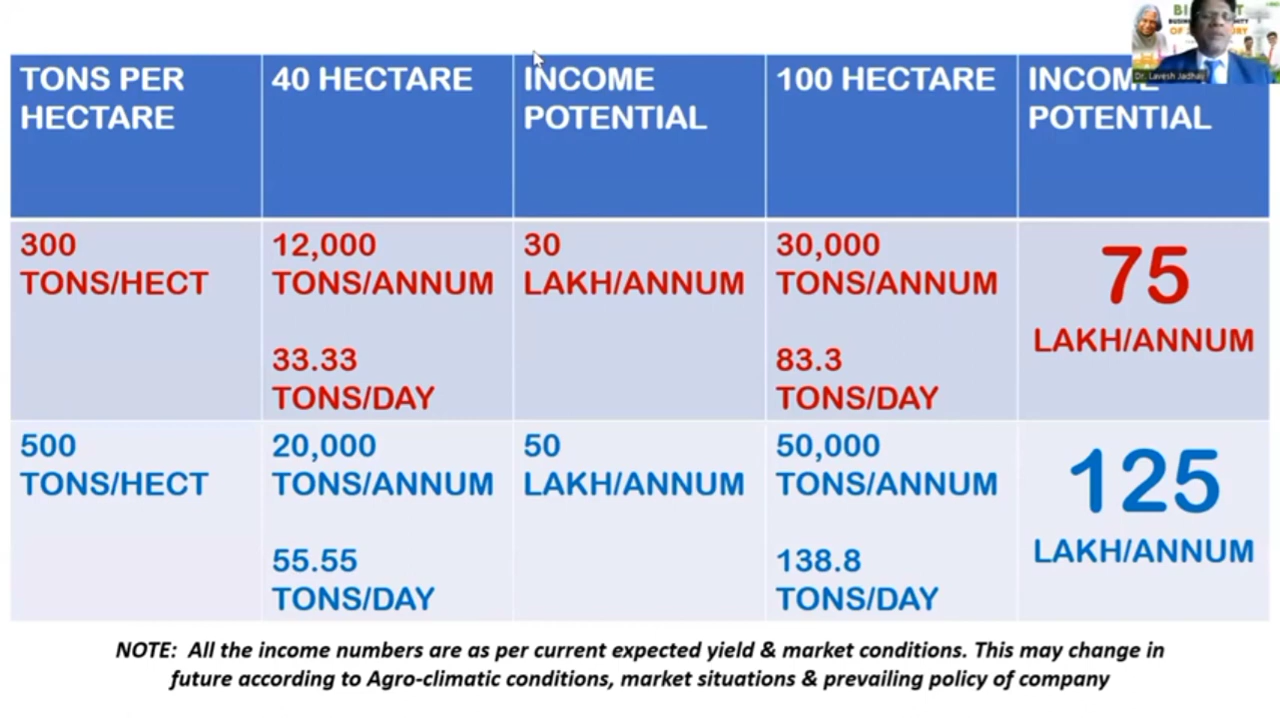 TONS PER
HECTARE
40 HECTARE
INCOME
POTENTIAL
100 HECTARE
INCOME
POTENTIAL
300
TONS/HECT
12,000
TONS/ANNUM
33.33
TONS/DAY
30
LAKH/ANNUM
30,000
TONS/ANNUM
83.3
TONS/DAY
75
LAKH/ANNUM
500
TONS/HECT
20,000
TONS/ANNUM
55.55
TONS/DAY
50
LAKH/ANNUM
50,000
TONS/ANNUM
138.8
TONS/DAY
125
LAKH/ANNUM
NOTE: All the income numbers are as per current expected yield & market conditions. This may change in
future according to Agro-climatic conditions, market situations & prevailing policy of company
Dr. Lavesh Jadhav